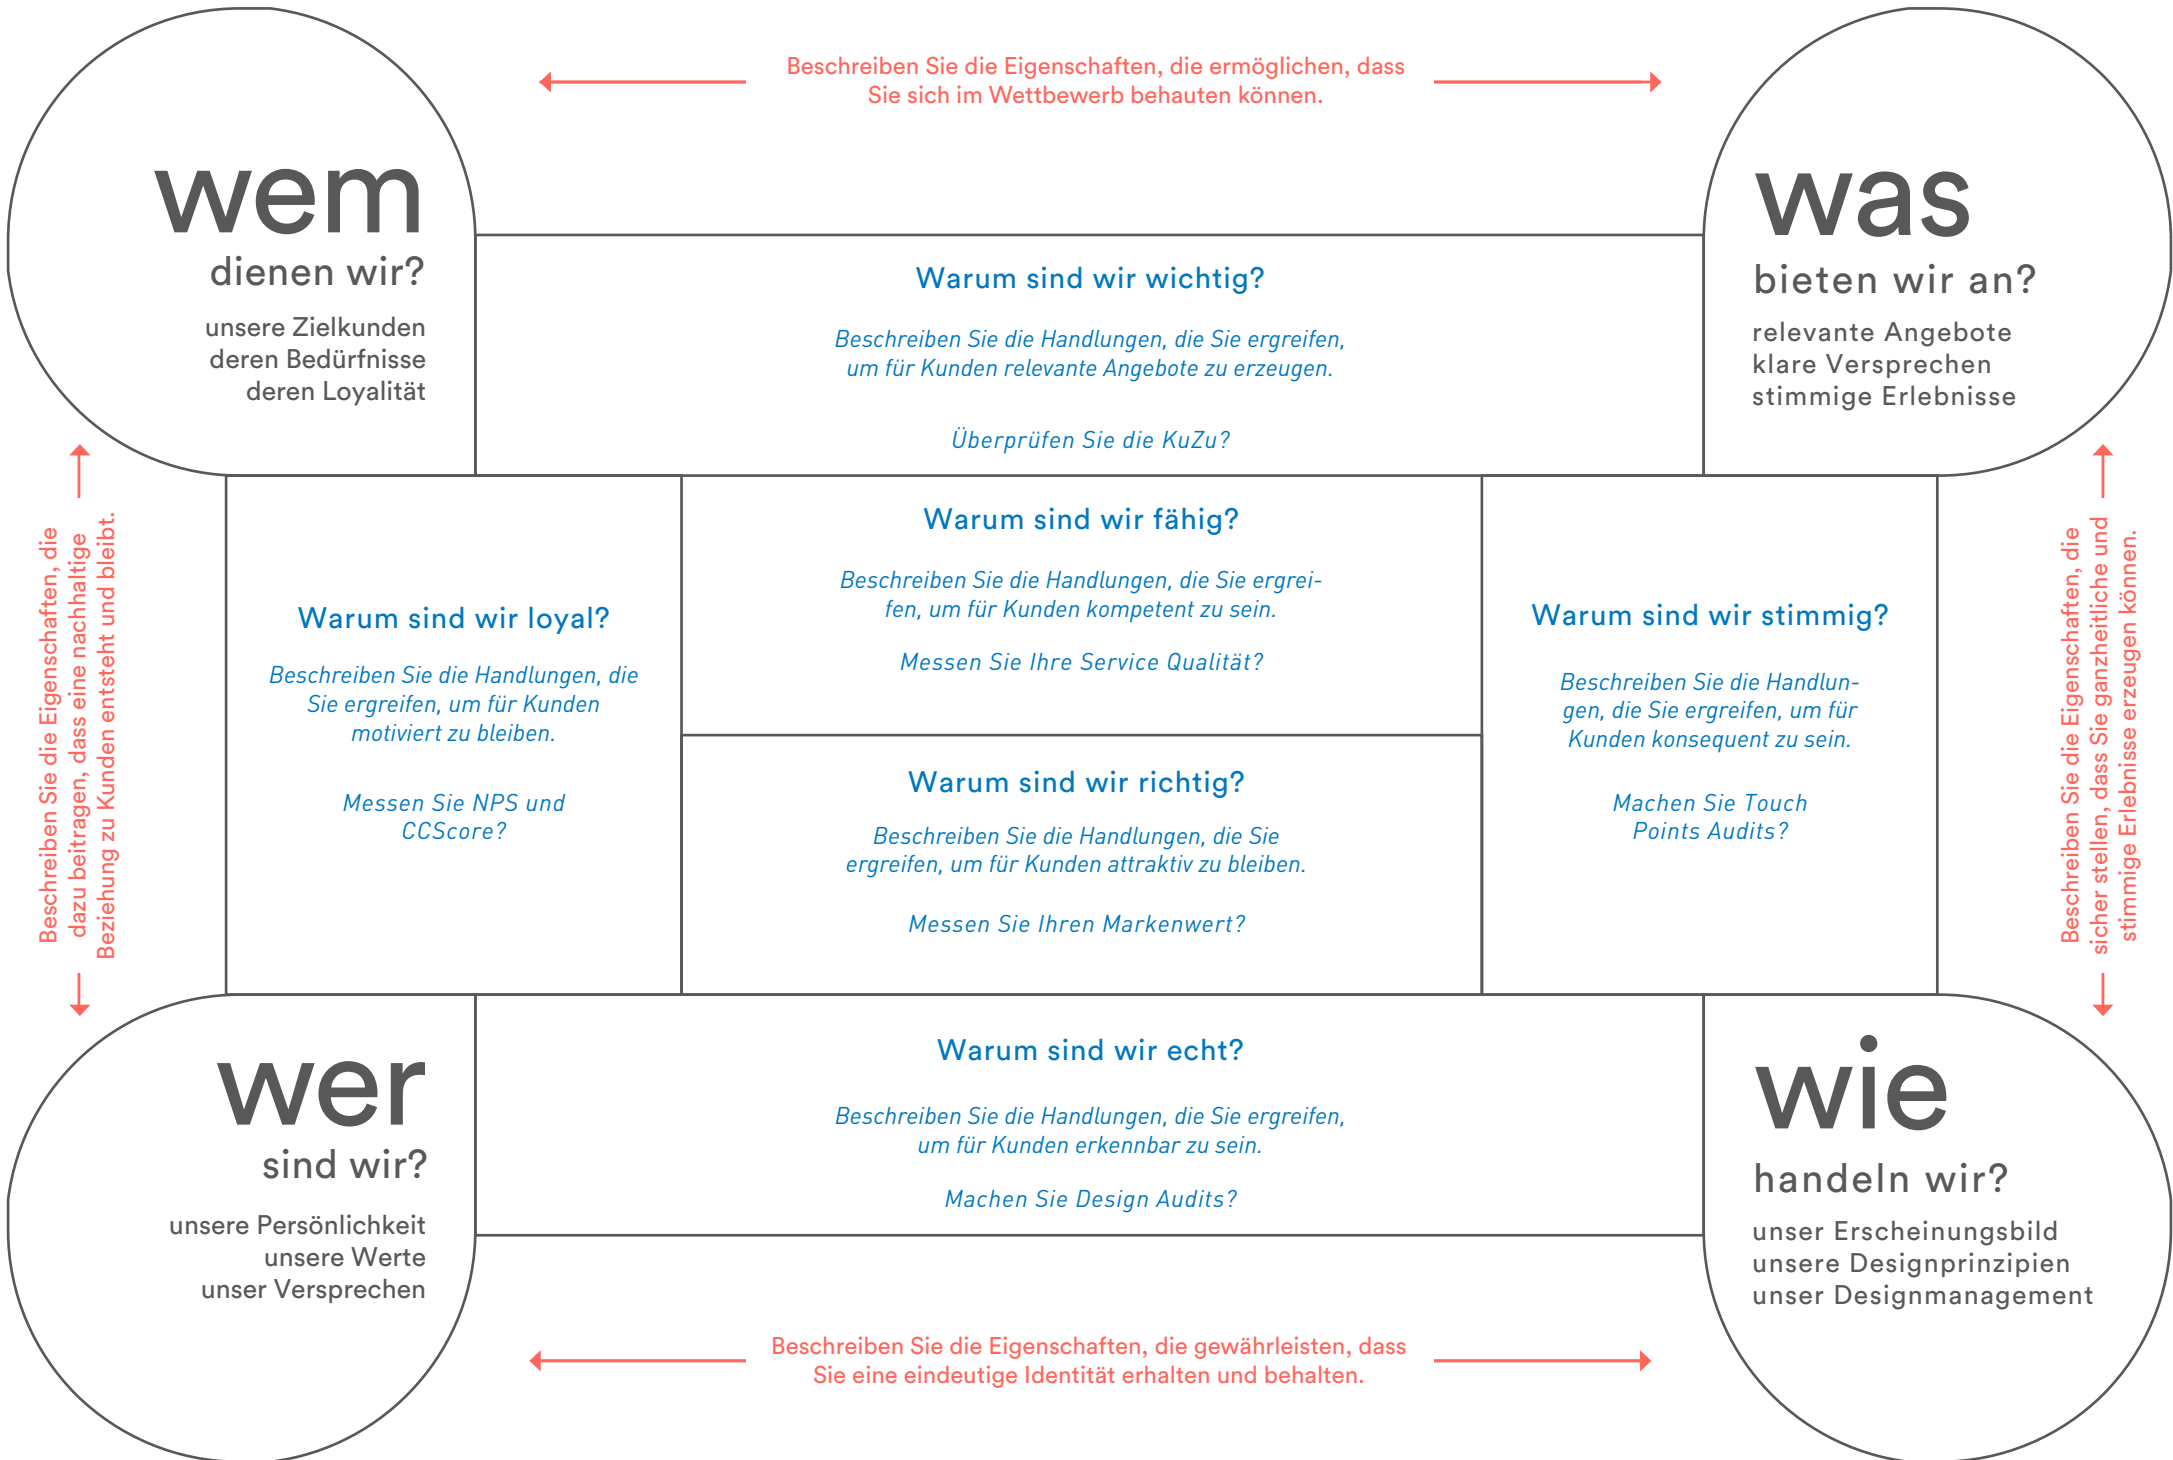 Beschreiben Sie die Eigenschaften, die ermöglichen, dass
Sie sich im Wettbewerb behauten können.
wem
dienen wir?
unsere Zielkunden
deren Bedürfnisse
deren Loyalität
was
bieten wir an?
relevante Angebote
klare Versprechen
stimmige Erlebnisse
Warum sind wir wichtig?
Beschreiben Sie die Handlungen, die Sie ergreifen,
um für Kunden relevante Angebote zu erzeugen.
Überprüfen Sie die KuZu?
Beschreiben Sie die Eigenschaften, die
dazu beitragen, dass eine nachhaltige
Beziehung zu Kunden entsteht und bleibt.
Warum sind wir loyal?
Beschreiben Sie die Handlungen, die
Sie ergreifen, um für Kunden
motiviert zu bleiben.
Messen Sie NPS und
CCScore?
Warum sind wir fähig?
Beschreiben Sie die Handlungen, die Sie ergrei-
fen, um für Kunden kompetent zu sein.
Messen Sie Ihre Service Qualität?
Warum sind wir richtig?
Beschreiben Sie die Handlungen, die Sie
ergreifen, um für Kunden attraktiv zu bleiben.
Messen Sie Ihren Markenwert?
Warum sind wir stimmig?
Beschreiben Sie die Handlun-
gen, die Sie ergreifen, um für
Kunden konsequent zu sein.
Machen Sie Touch
Points Audits?
Beschreiben Sie die Eigenschaften, die
sicher stellen, dass Sie ganzheitliche und
stimmige Erlebnisse erzeugen können.
wer
sind wir?
unsere Persönlichkeit
unsere Werte
unser Versprechen
Warum sind wir echt?
Beschreiben Sie die Handlungen, die Sie ergreifen,
um für Kunden erkennbar zu sein.
Machen Sie Design Audits?
wie
handeln wir?
unser Erscheinungsbild
unsere Designprinzipien
unser Designmanagement
Beschreiben Sie die Eigenschaften, die gewährleisten, dass
Sie eine eindeutige Identität erhalten und behalten.